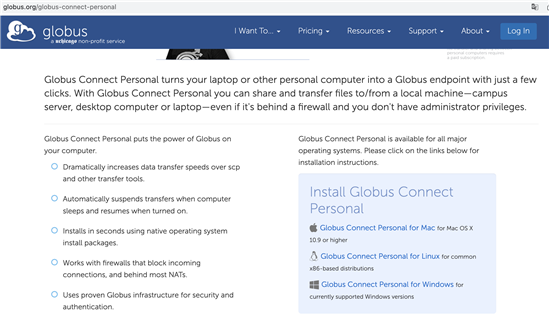 globus.org/globus-connect-personal
globus
a uchicago non-profit service
I Want To...
Pricing
Resources
Support
About
Log In
Globus Connect Personal turns your laptop or other personal computer into a Globus endpoint with just a few
clicks. With Globus Connect Personal you can share and transfer files to/from a local machine—campus
server, desktop computer or laptop—even if it's behind a firewall and you don't have administrator privileges.
Globus Connect Personal puts the power of Globus on
your computer.
Dramatically increases data transfer speeds over scp
and other transfer tools.
Automatically suspends transfers when computer
sleeps and resumes when turned on.
Installs in seconds using native operating system
install packages.
Works with firewalls that block incoming
connections, and behind most NATs.
Uses proven Globus infrastructure for security and
authentication.
Globus Connect Personal is available for all major
operating systems. Please click on the links below for
installation instructions.
Install Globus Connect
Personal
Globus Connect Personal for Mac for Mac OS X
10.9 or higher
Globus Connect Personal for Linux for common
x86-based distributions
Globus Connect Personal for Windows for
currently supported Windows versions